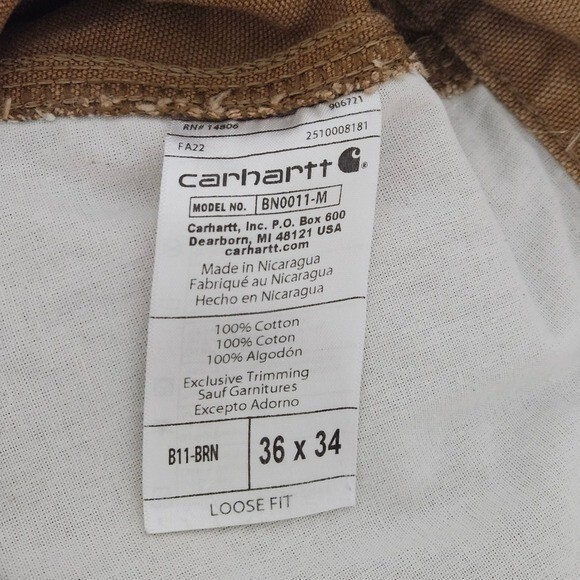 RN# 14806 906721
FA22 2510008181
carhartt
MODEL NO. BN0011-M
Carhartt, Inc. P.O. Box 600
Dearborn, MI 48121 USA
carhartt.com
Made in Nicaragua
Fabriqué au Nicaragua
Hecho en Nicaragua
100% Cotton
100% Coton
100% Algodón
Exclusive Trimming
Sauf Garnitures
Excepto Adorno
B11-BRN 36 x 34
LOOSE FIT